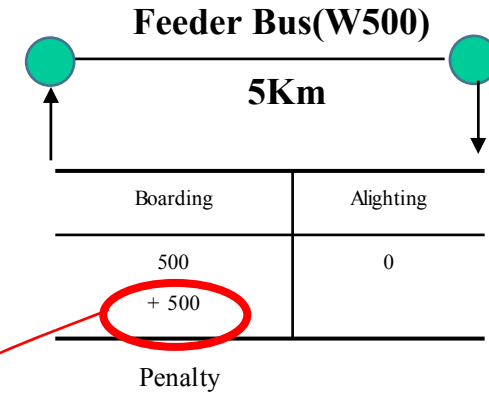 Feeder Bus(W500)
5Km
Boarding Alighting
500 0
+ 500
Penalty